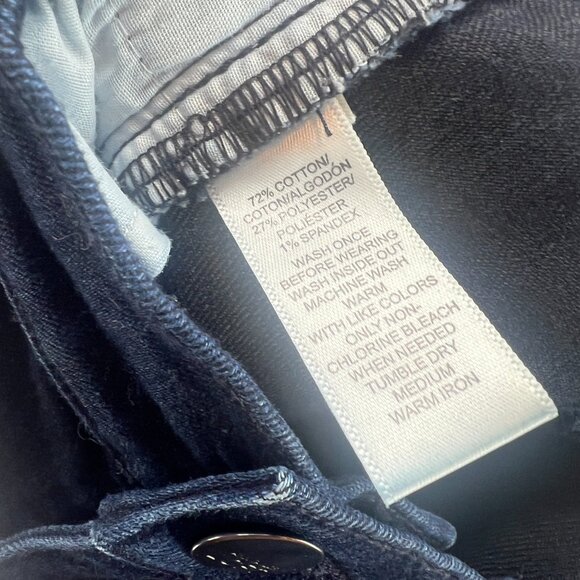 72% COTTON/
COTON/ALGODÓN
27% POLYESTER/
POLIÉSTER
1% SPANDEX
WASH ONCE
BEFORE WEARING
WASH INSIDE OUT
MACHINE WASH
WARM
WITH LIKE COLORS
ONLY NON-
CHLORINE BLEACH
WHEN NEEDED
TUMBLE DRY
MEDIUM
WARM IRON